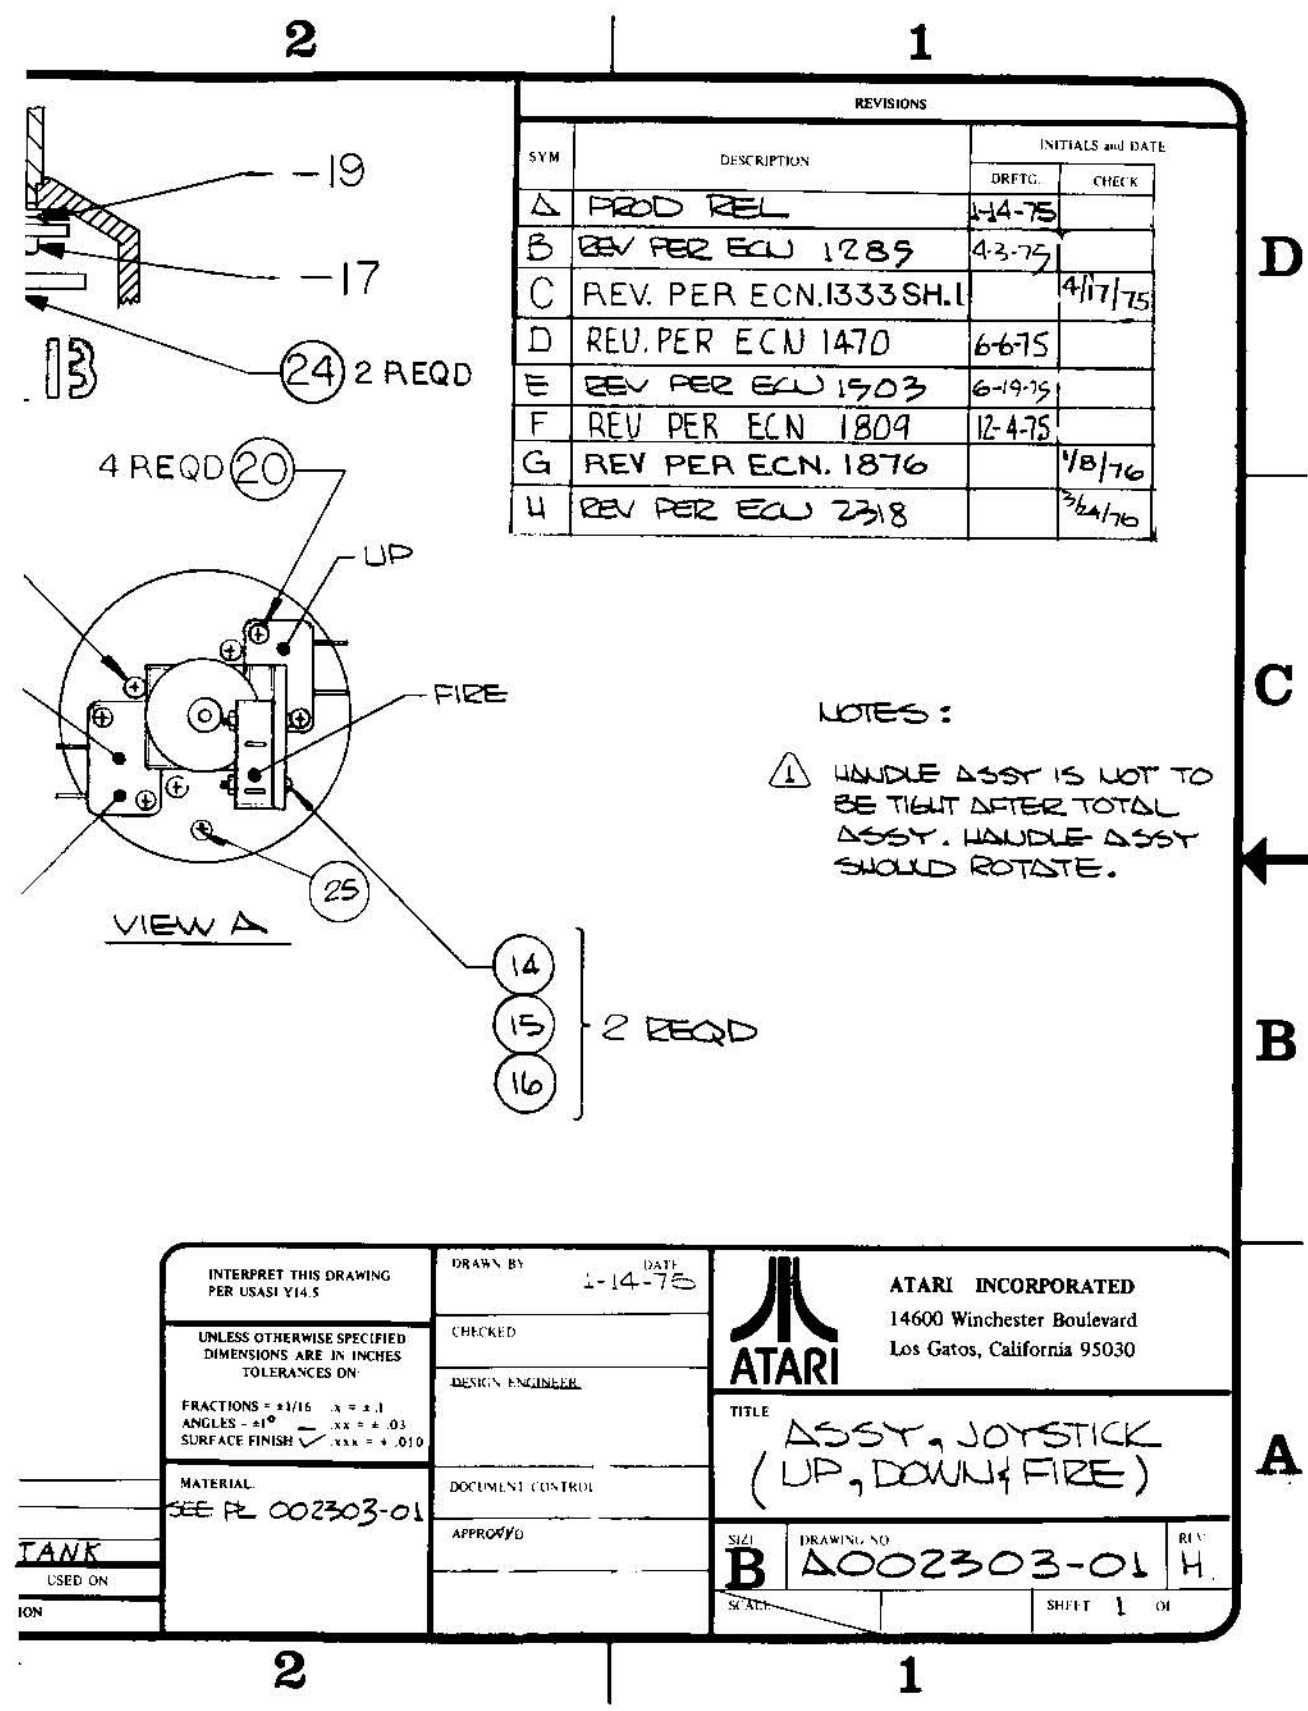 2
1
REVISIONS
SYM DESCRIPTION INITIALS and DATE
DRFTG. CHECK
A PROD REL 1-14-75
B REV PER ECN 1289 4-3-75
C REV. PER ECN.1333 SH.1 4/17/75
D REV. PER ECN 1470 6-6-75
E REV PER ECN 1503 6-19-75
F REV PER ECN 1809 12-4-75
G REV PER ECN. 1876 1/8/76
H REV PER ECN 2318 3/24/76
-19
-17
24 2 REQD
13
4 REQD 20
UP
FIRE
25
VIEW A
14
15
16
2 REQD
NOTES:
1 HANDLE ASSY IS NOT TO
BE TIGHT AFTER TOTAL
ASSY. HANDLE ASSY
SHOULD ROTATE.
D
C
B
A
INTERPRET THIS DRAWING
PER USASI Y14.5
UNLESS OTHERWISE SPECIFIED
DIMENSIONS ARE IN INCHES
TOLERANCES ON:
FRACTIONS = ±1/16 .x = ±.1
ANGLES - ±1° .xx = ± .03
SURFACE FINISH .xxx = ± .010
MATERIAL.
SEE PL 002303-01
DRAWN BY DATE
1-14-75
CHECKED
DESIGN ENGINEER
DOCUMENT CONTROL
APPROVED
ATARI
ATARI INCORPORATED
14600 Winchester Boulevard
Los Gatos, California 95030
TITLE
ASSY, JOYSTICK
(UP, DOWN & FIRE)
SIZE
B
DRAWING NO
A002303-01
REV
H.
SCALE
SHEET 1 OF
TANK
USED ON
ION
2
1